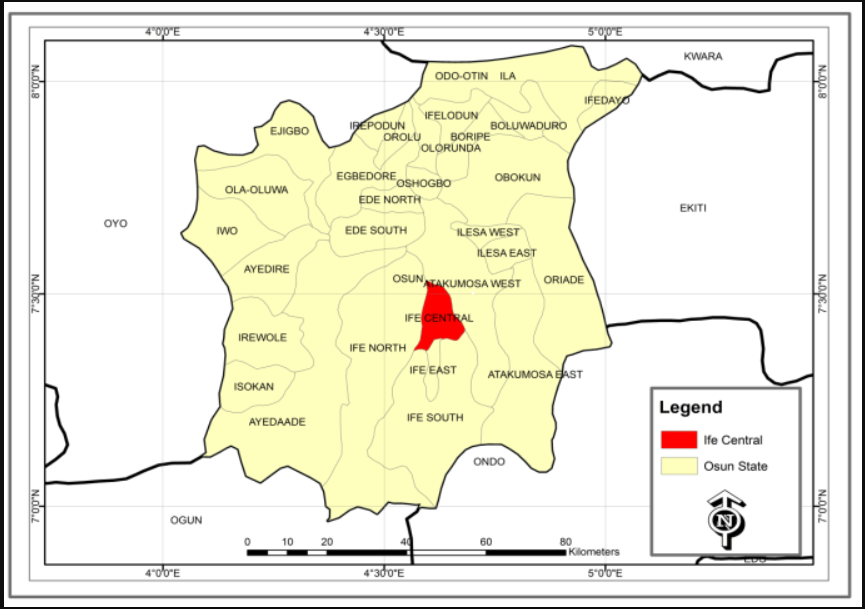 4°0'0"E 4°30'0"E 5°0'0"E
KWARA
8°0'0"N 8°0'0"N
ODO-OTIN ILA
IFEDAYO
IFELODUN
IREPODUN BOLUWADURO
EJIGBO OROLU BORIPE
OLORUNDA
EGBEDORE OSHOGBO OBOKUN
OLA-OLUWA
EDE NORTH
EKITI
OYO
IWO EDE SOUTH ILESA WEST
ILESA EAST
AYEDIRE
OSUN ATAKUMOSA WEST ORIADE
7°30'0"N 7°30'0"N
IFE CENTRAL
IREWOLE
IFE NORTH
IFE EAST ATAKUMOSA EAST
ISOKAN
AYEDAADE IFE SOUTH
Legend
Ife Central
Osun State
ONDO
7°0'0"N 7°0'0"N
OGUN
N
0 10 20 40 60 80
Kilometers
EDO
4°0'0"E 4°30'0"E 5°0'0"E